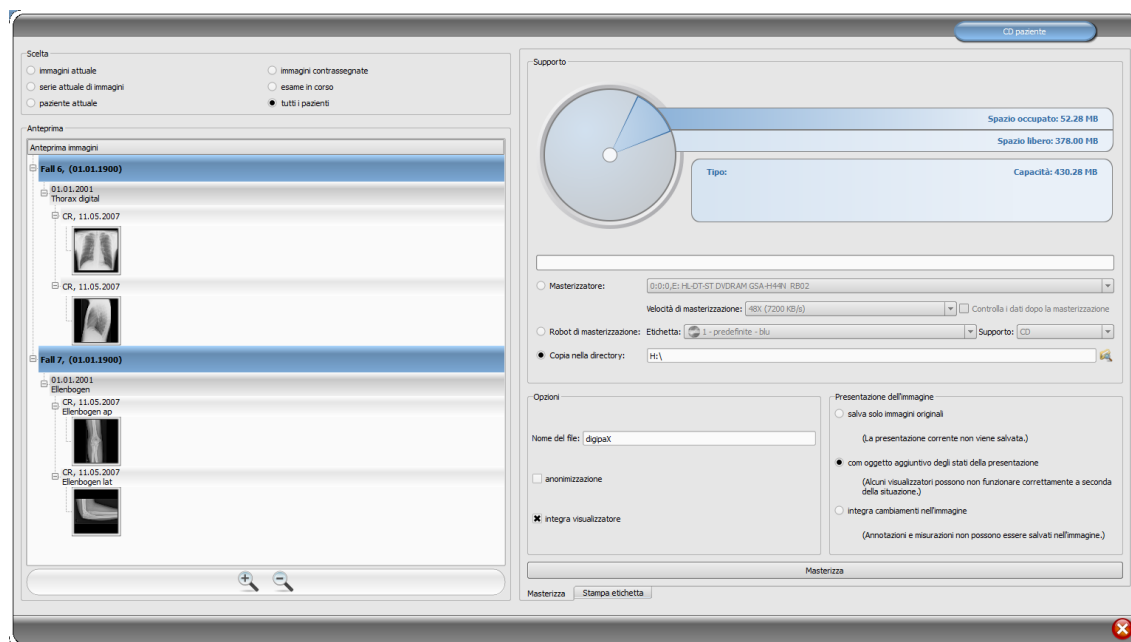 CD paziente
Scelta
immagini attuale
immagini contrassegnate
serie attuale di immagini
esame in corso
paziente attuale
tutti i pazienti
Anteprima
Anteprima immagini
Fall 6, (01.01.1900)
01.01.2001
Thorax digital
CR, 11.05.2007
CR, 11.05.2007
Fall 7, (01.01.1900)
01.01.2001
Ellenbogen
CR, 11.05.2007
Ellenbogen ap
CR, 11.05.2007
Ellenbogen lat
Supporto
Spazio occupato: 52.28 MB
Spazio libero: 378.00 MB
Tipo:
Capacità: 430.28 MB
Masterizzatore:
0:0:0,E: HL-DT-ST DVDRAM GSA-H44N RB02
Velocità di masterizzazione:
48X (7200 KB/s)
Controlla i dati dopo la masterizzazione
Robot di masterizzazione:
Etichetta:
1 - predefinite - blu
Supporto:
CD
Copia nella directory:
H:\
Opzioni
Nome del file:
digipaX
anonimizzazione
integra visualizzatore
Presentazione dell'immagine
salva solo immagini originali
(La presentazione corrente non viene salvata.)
com oggetto aggiuntivo degli stati della presentazione
(Alcuni visualizzatori possono non funzionare correttamente a seconda
della situazione.)
integra cambiamenti nell'immagine
(Annotazioni e misurazioni non possono essere salvati nell'immagine.)
Masterizza
Masterizza
Stampa etichetta